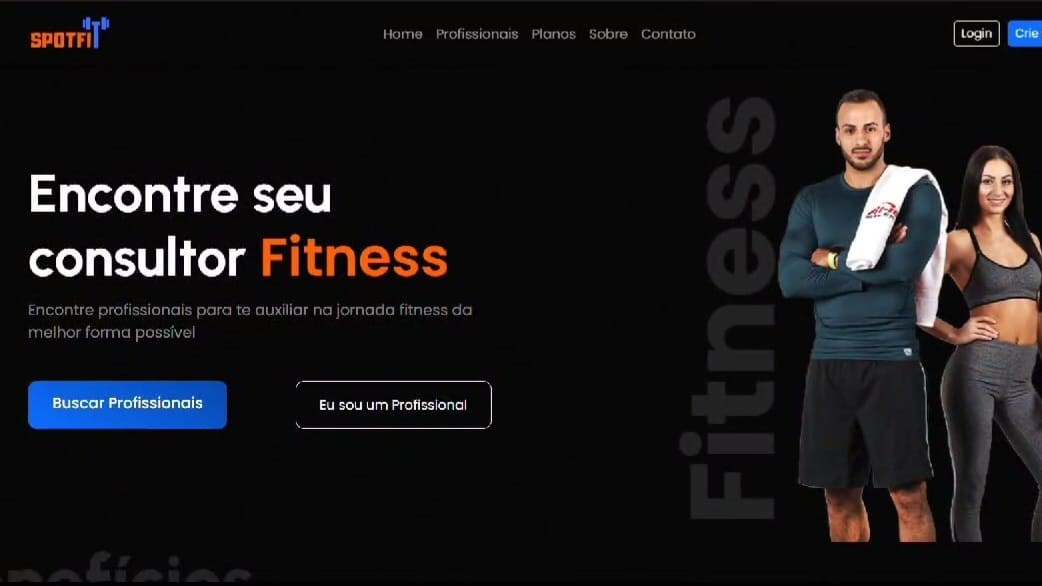 SPOTFIT
Home Profissionais Planos Sobre Contato
Login Crie
Encontre seu
consultor Fitness
Encontre profissionais para te auxiliar na jornada fitness da
melhor forma possível
Buscar Profissionais
Eu sou um Profissional
Fitness